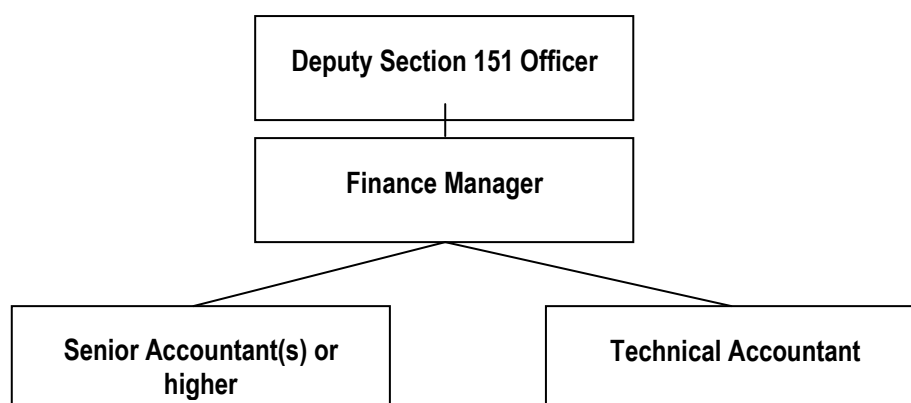 Deputy Section 151 Officer
Finance Manager
Senior Accountant(s) or
higher
Technical Accountant